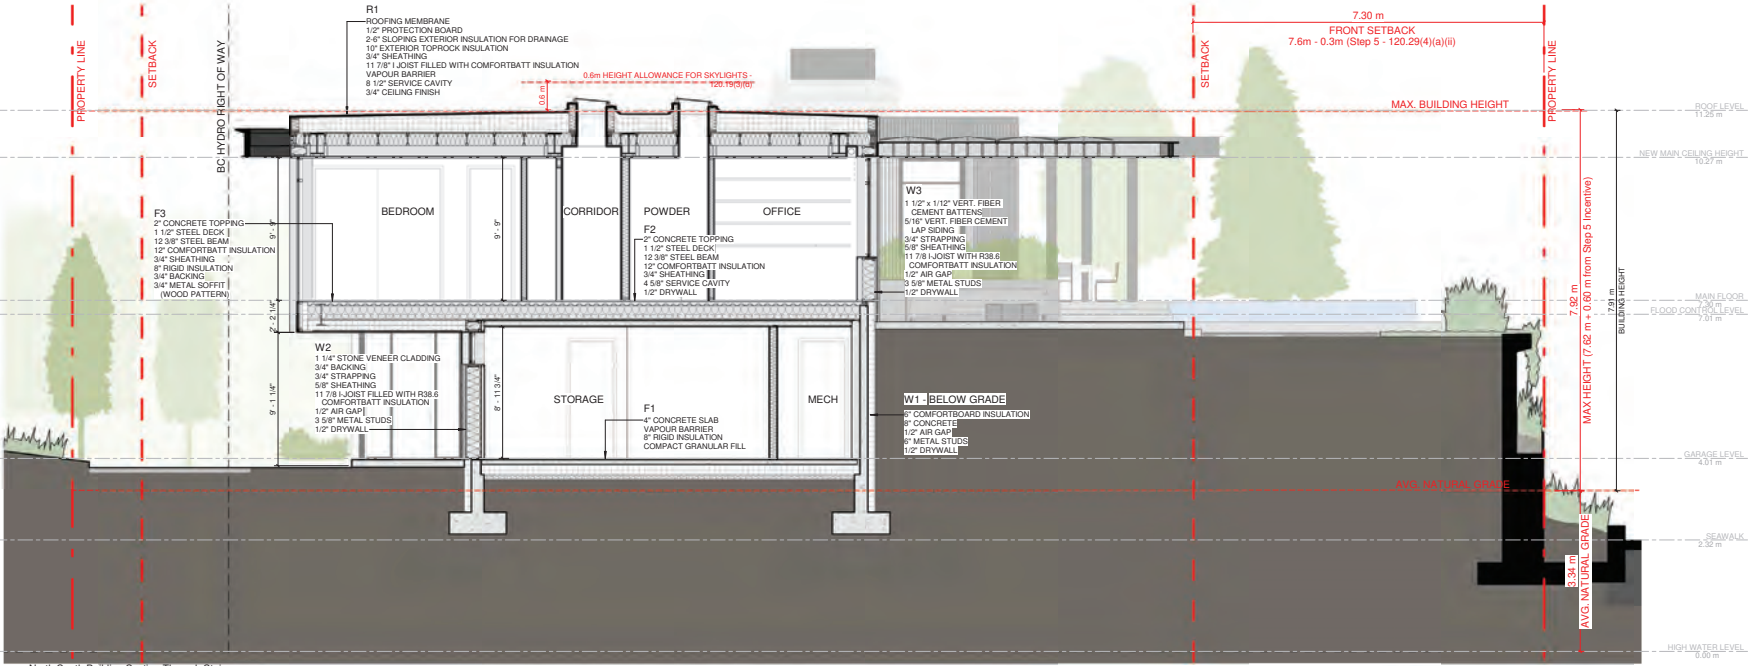 R1
ROOFING MEMBRANE
1/2" PROTECTION BOARD
2-6" SLOPING EXTERIOR INSULATION FOR DRAINAGE
10" EXTERIOR TOPROCK INSULATION
3/4" SHEATHING
11 7/8" I JOIST FILLED WITH COMFORTBATT INSULATION
VAPOUR BARRIER
8 1/2" SERVICE CAVITY
3/4" CEILING FINISH
PROPERTY LINE
SETBACK
BC HYDRO RIGHT OF WAY
0.6m HEIGHT ALLOWANCE FOR SKYLIGHTS -
120.19(3)(d)
0.6 m
7.30 m
FRONT SETBACK
7.6m - 0.3m (Step 5 - 120.29(4)(a)(ii)
SETBACK
PROPERTY LINE
MAX. BUILDING HEIGHT
ROOF LEVEL
11.25 m
NEW MAIN CEILING HEIGHT
10.27 m
F3
2" CONCRETE TOPPING
1 1/2" STEEL DECK
12 3/8" STEEL BEAM
12" COMFORTBATT INSULATION
3/4" SHEATHING
8" RIGID INSULATION
3/4" BACKING
3/4" METAL SOFFIT
(WOOD PATTERN)
9' - 9"
BEDROOM
9' - 9"
CORRIDOR
POWDER
OFFICE
F2
2" CONCRETE TOPPING
1 1/2" STEEL DECK
12 3/8" STEEL BEAM
12" COMFORTBATT INSULATION
3/4" SHEATHING
4 5/8" SERVICE CAVITY
1/2" DRYWALL
W3
1 1/2" x 1/12" VERT. FIBER
CEMENT BATTENS
5/16" VERT. FIBER CEMENT
LAP SIDING
3/4" STRAPPING
5/8" SHEATHING
11 7/8 I-JOIST WITH R38.6
COMFORTBATT INSULATION
1/2" AIR GAP
3 5/8" METAL STUDS
1/2" DRYWALL
7.92 m
MAX HEIGHT (7.62 m + 0.60 m from Step 5 Incentive)
7.91 m
BUILDING HEIGHT
MAIN FLOOR
FLOOD CONTROL LEVEL
7.01 m
2' - 2 1/4"
W2
1 1/4" STONE VENEER CLADDING
3/4" BACKING
3/4" STRAPPING
5/8" SHEATHING
11 7/8 I-JOIST FILLED WITH R38.6
COMFORTBATT INSULATION
1/2" AIR GAP
3 5/8" METAL STUDS
1/2" DRYWALL
9' - 1 1/4"
8' - 11 3/4"
STORAGE
MECH
F1
4" CONCRETE SLAB
VAPOUR BARRIER
8" RIGID INSULATION
COMPACT GRANULAR FILL
W1 - BELOW GRADE
6" COMFORTBOARD INSULATION
8" CONCRETE
1/2" AIR GAP
6" METAL STUDS
1/2" DRYWALL
GARAGE LEVEL
4.01 m
AVG. NATURAL GRADE
SEAWALK
2.32 m
3.34 m
AVG. NATURAL GRADE
HIGH WATER LEVEL
0.00 m